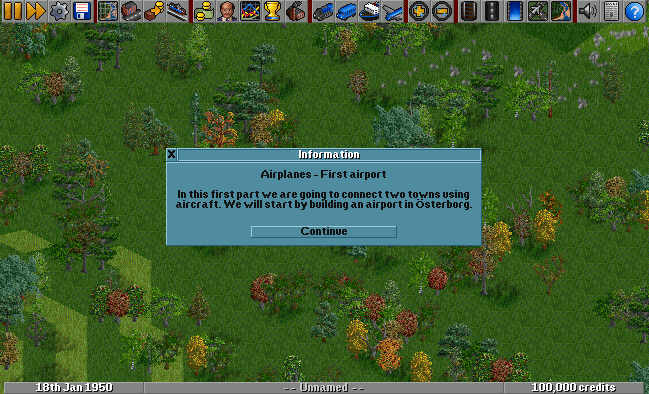 Information
Airplanes - First airport
In this first part we are going to connect two towns using
aircraft. We will start by building an airport in Österborg.
Continue
18th Jan 1950
- - Unnamed - -
100,000 credits